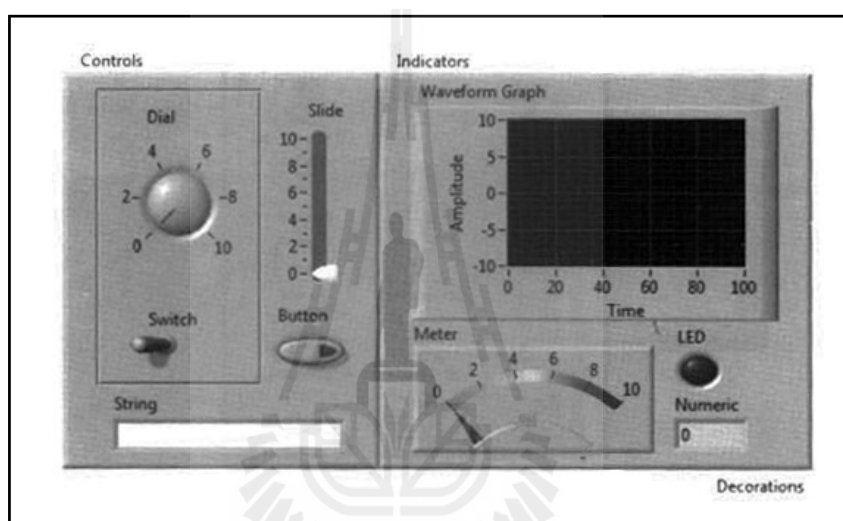 Controls
Indicators
Dial
4 6
2 8
0 10
Slide
10
8
6
4
2
0
Switch
Button
String
Waveform Graph
Amplitude
10
5
0
-5
-10
0 20 40 60 80 100
Time
Meter
0 2 4 6 8 10
LED
Numeric
0
Decorations